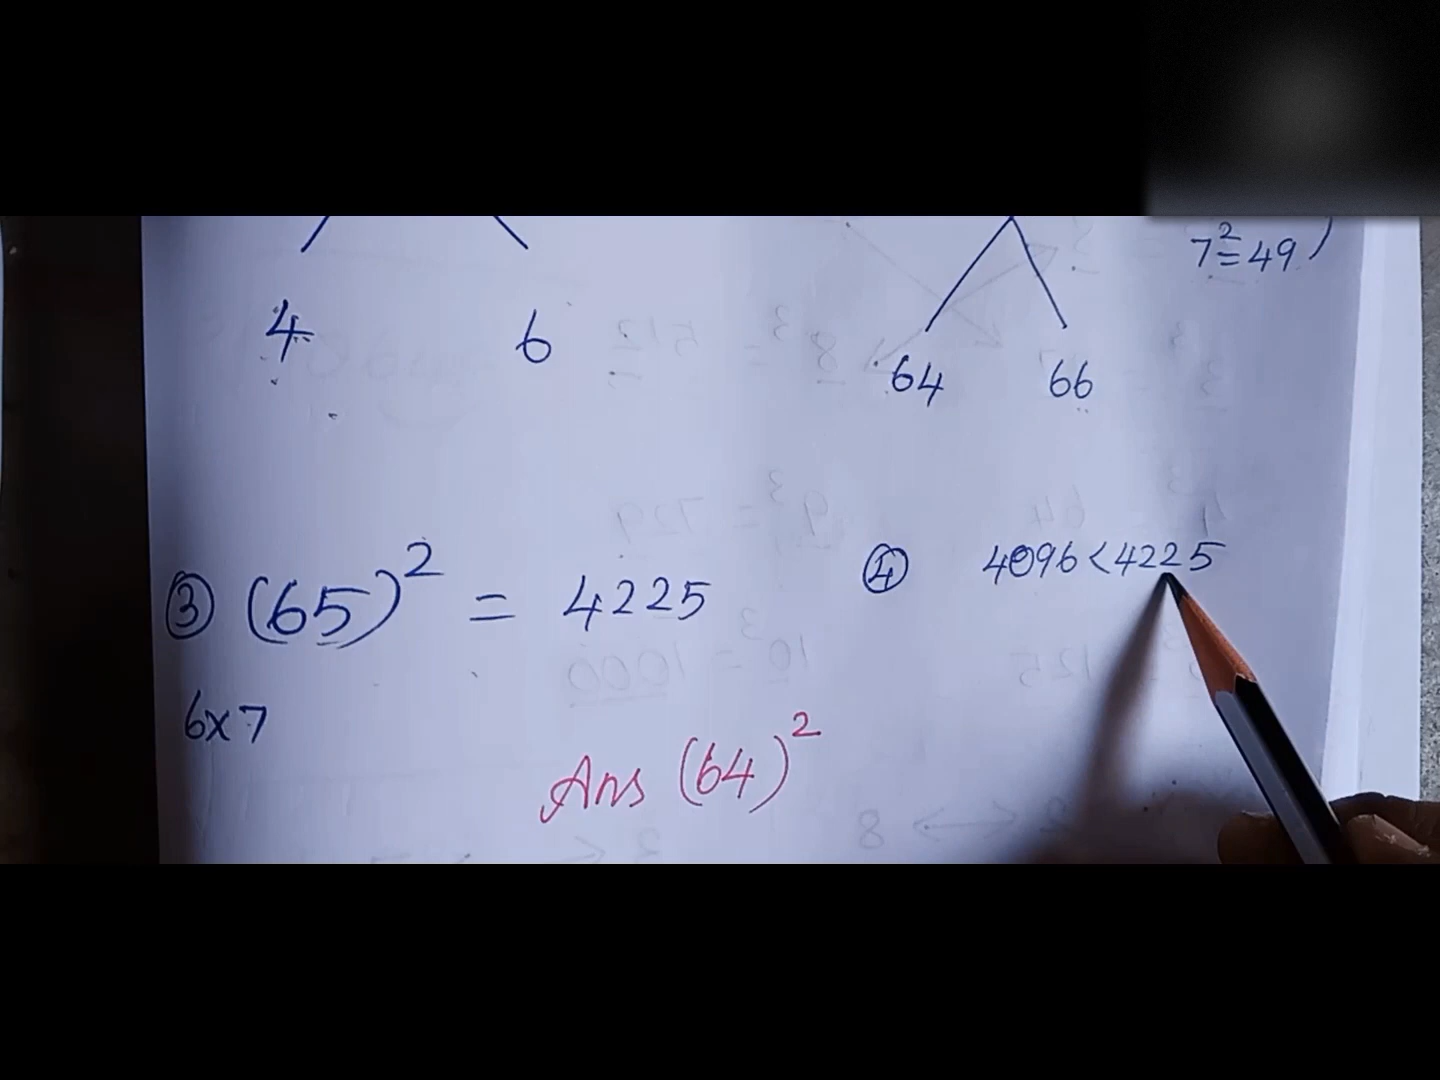 7²=49)
4 6
64 66
③ (65)² = 4225
④ 4096<4225
6x7
Ans (64)²